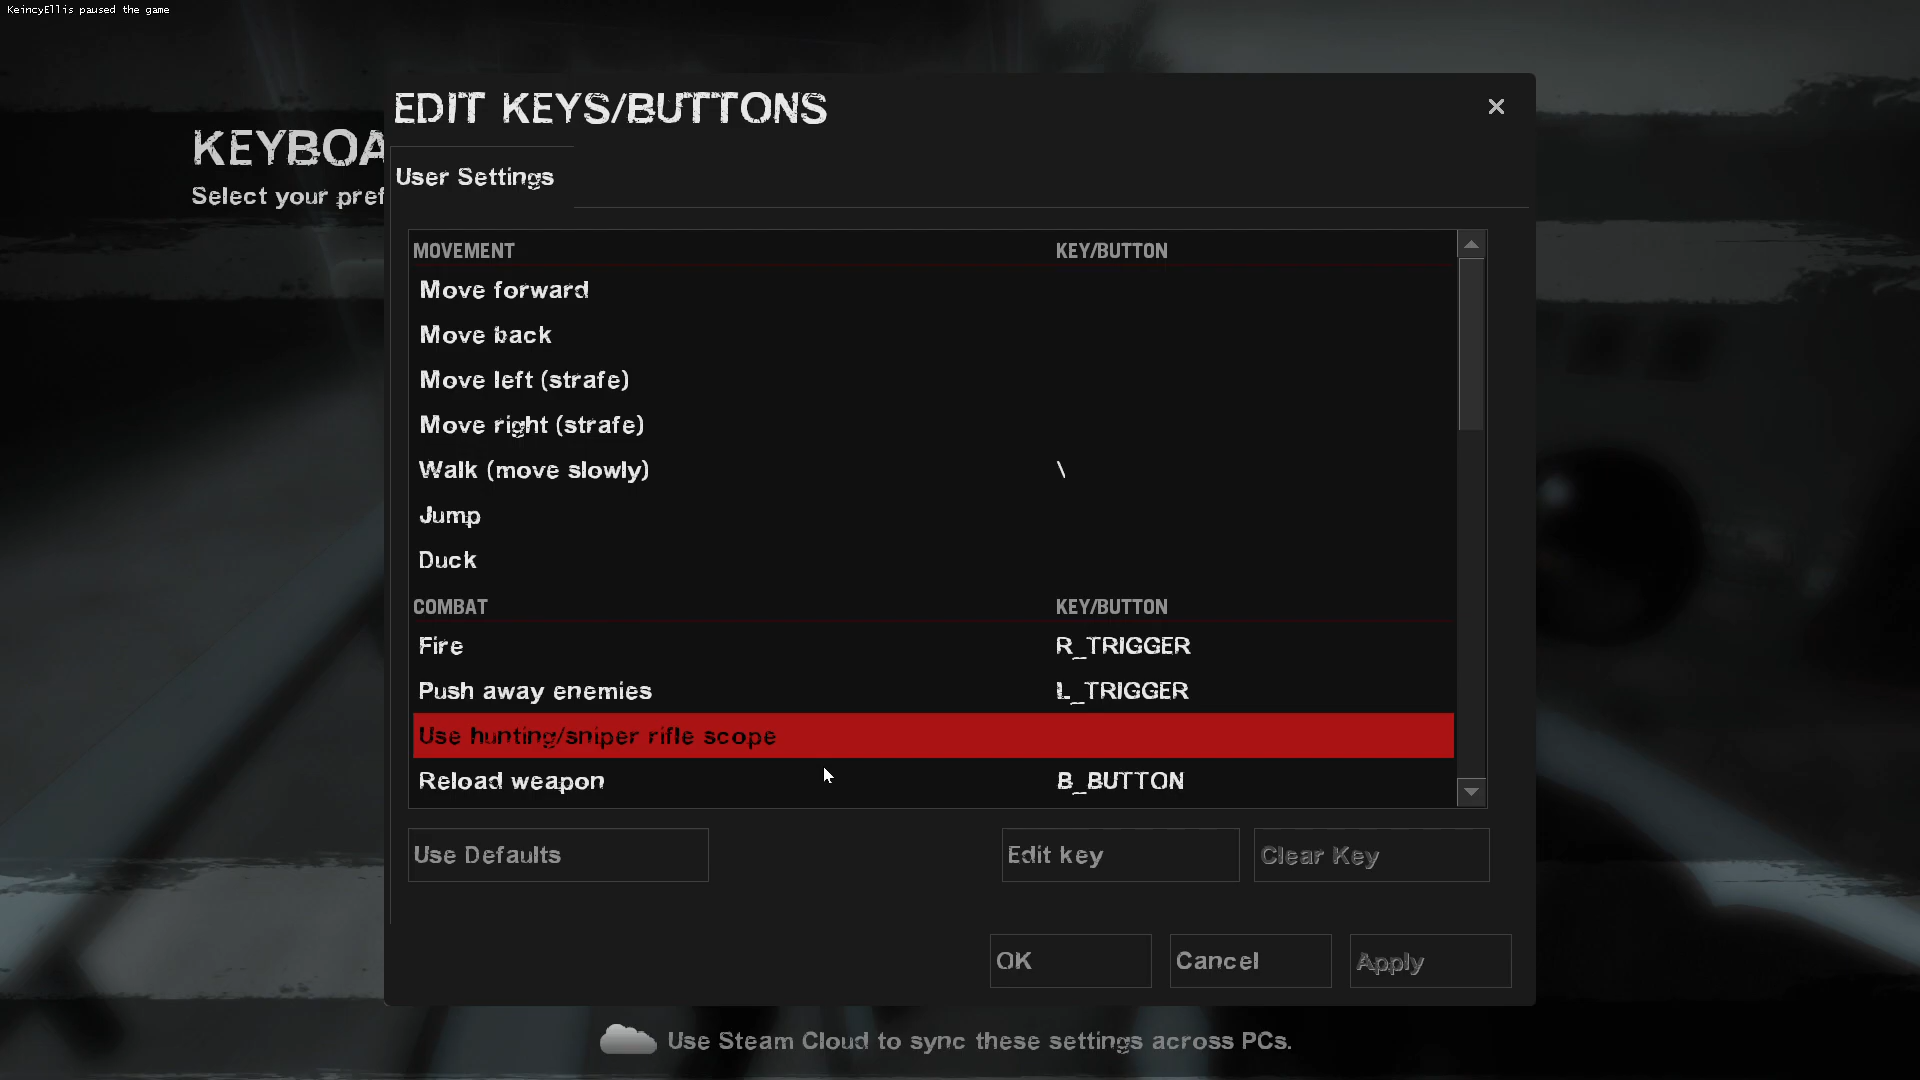 KeincyEllis paused the game
EDIT KEYS/BUTTONS
KEYBOA
Select your pref
User Settings
MOVEMENT KEY/BUTTON
Move forward
Move back
Move left (strafe)
Move right (strafe)
Walk (move slowly) \
Jump
Duck
COMBAT KEY/BUTTON
Fire R_TRIGGER
Push away enemies L_TRIGGER
Use hunting/sniper rifle scope
Reload weapon B_BUTTON
Use Defaults Edit key Clear Key
OK Cancel Apply
Use Steam Cloud to sync these settings across PCs.